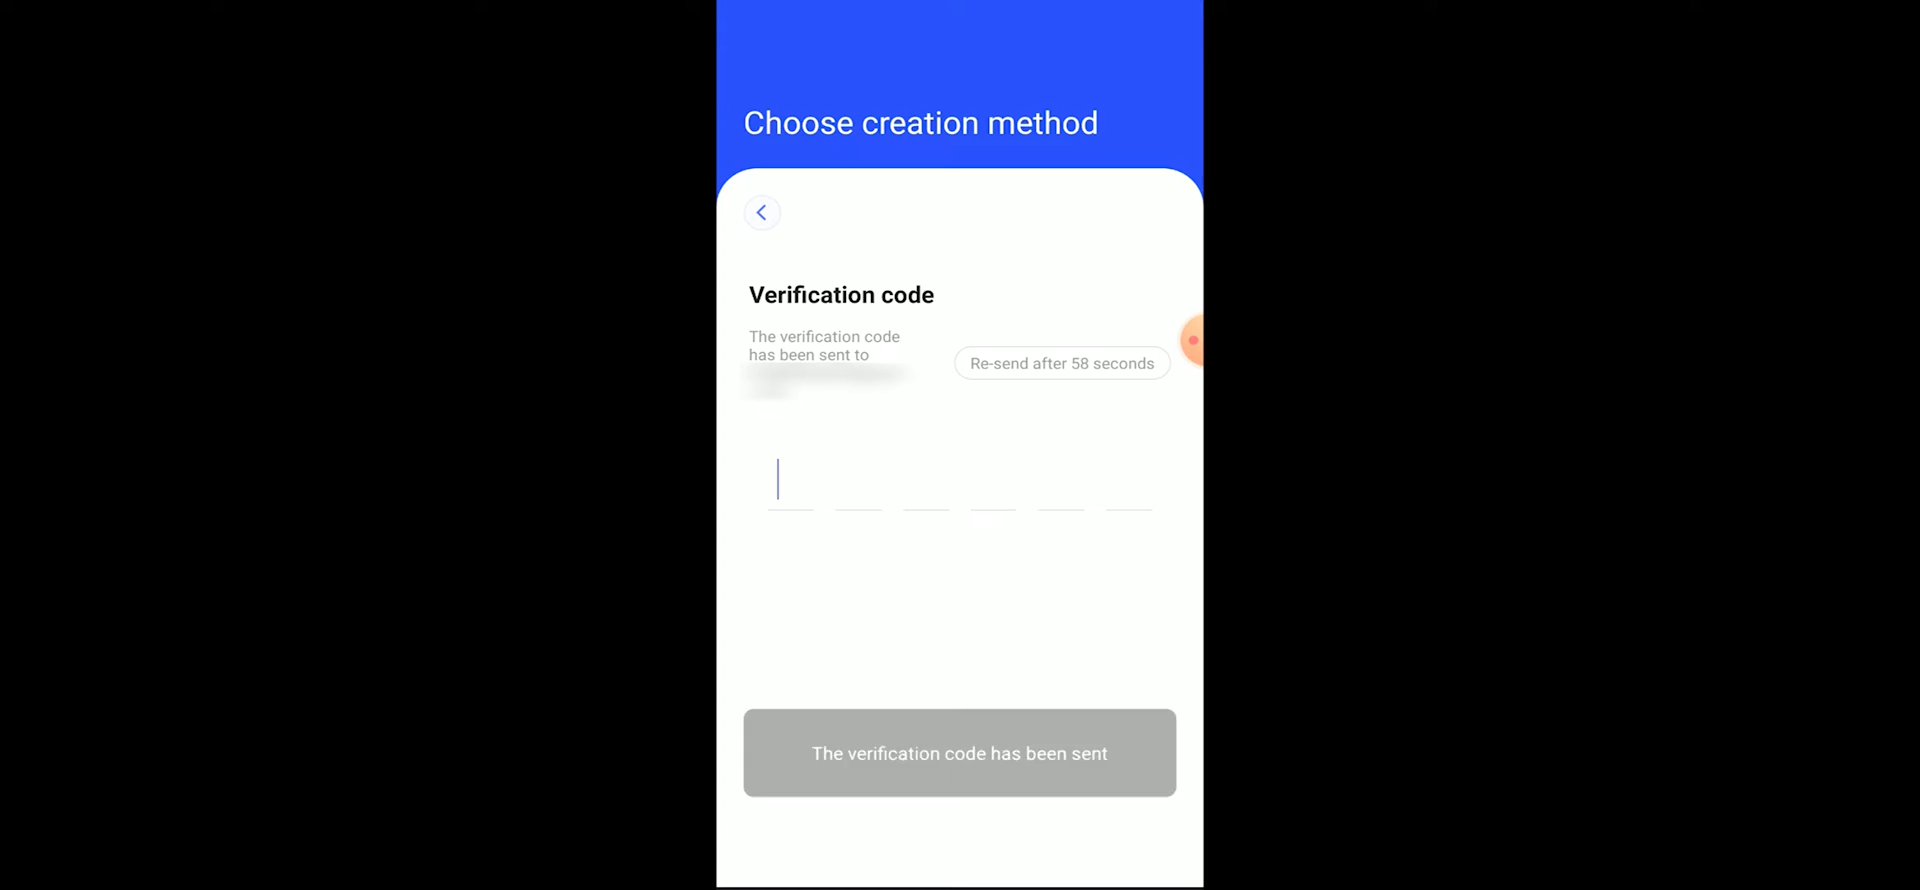 Choose creation method
Verification code
The verification code
has been sent to
Re-send after 58 seconds
The verification code has been sent